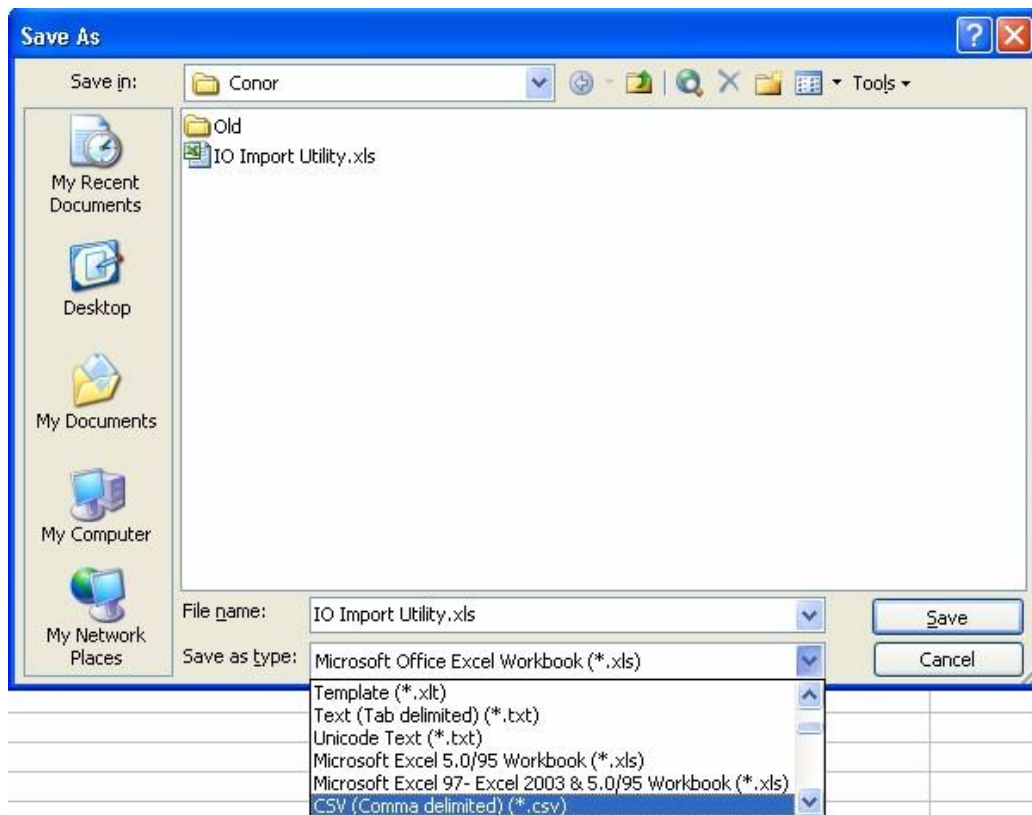 Save As
Save in:
Conor
Tools
Old
IO Import Utility.xls
My Recent
Documents
Desktop
My Documents
My Computer
My Network
Places
File name:
IO Import Utility.xls
Save
Save as type:
Microsoft Office Excel Workbook (*.xls)
Cancel
Template (*.xlt)
Text (Tab delimited) (*.txt)
Unicode Text (*.txt)
Microsoft Excel 5.0/95 Workbook (*.xls)
Microsoft Excel 97- Excel 2003 & 5.0/95 Workbook (*.xls)
CSV (Comma delimited) (*.csv)